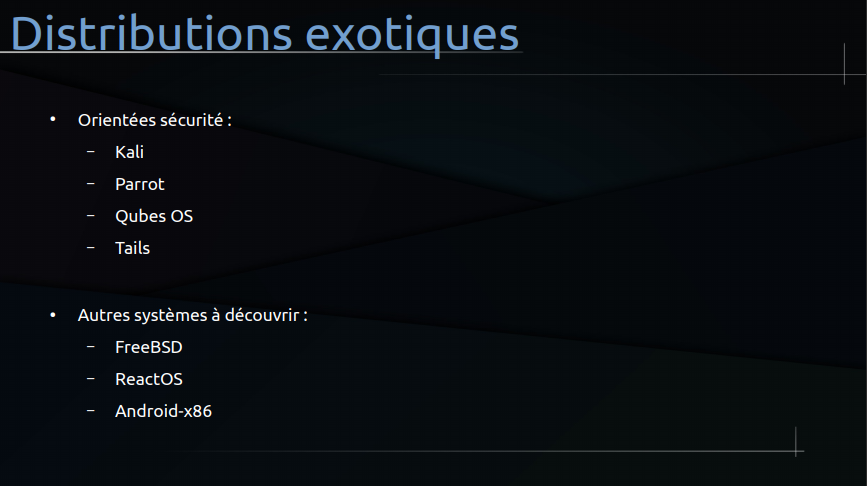 Distributions exotiques
• Orientées sécurité :
– Kali
– Parrot
– Qubes OS
– Tails
• Autres systèmes à découvrir :
– FreeBSD
– ReactOS
– Android-x86